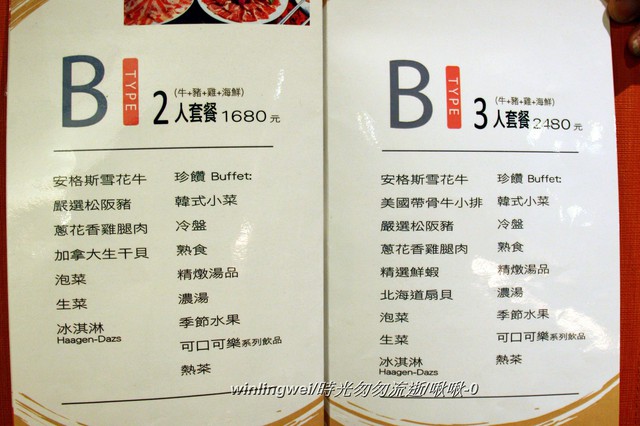 B TYPE
(牛+豬+雞+海鮮)
2人套餐 1680元
安格斯雪花牛
嚴選松阪豬
蔥花香雞腿肉
加拿大生干貝
泡菜
生菜
冰淇淋
Haagen-Dazs
珍饡 Buffet:
韓式小菜
冷盤
熟食
精燉湯品
濃湯
季節水果
可口可樂系列飲品
熱茶
B TYPE
(牛+豬+雞+海鮮)
3人套餐 2480元
安格斯雪花牛
美國帶骨牛小排
嚴選松阪豬
蔥花香雞腿肉
精選鮮蝦
北海道扇貝
泡菜
生菜
冰淇淋
Haagen-Dazs
珍饡 Buffet:
韓式小菜
冷盤
熟食
精燉湯品
濃湯
季節水果
可口可樂系列飲品
熱茶
winlingwei/時光匆匆流逝/啾啾-0